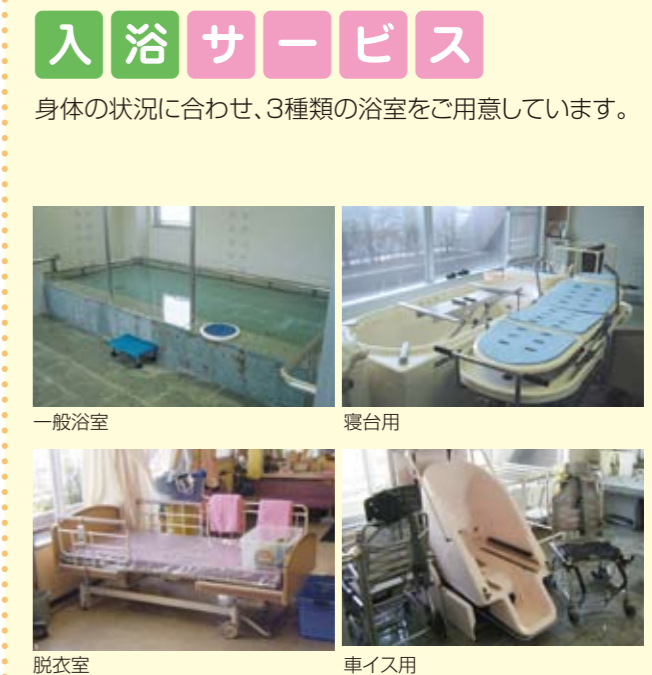 入浴サービス
身体の状況に合わせ、3種類の浴室をご用意しています。
一般浴室
寝台用
脱衣室
車イス用